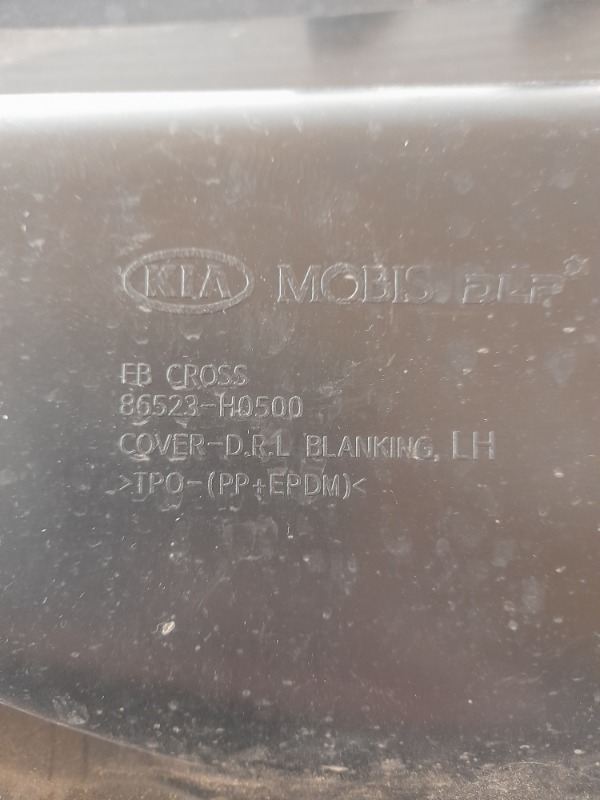 KIA MOBIS
FB CROSS
86523-H0500
COVER-D.R.L BLANKING, LH
>TPO-(PP+EPDM)<